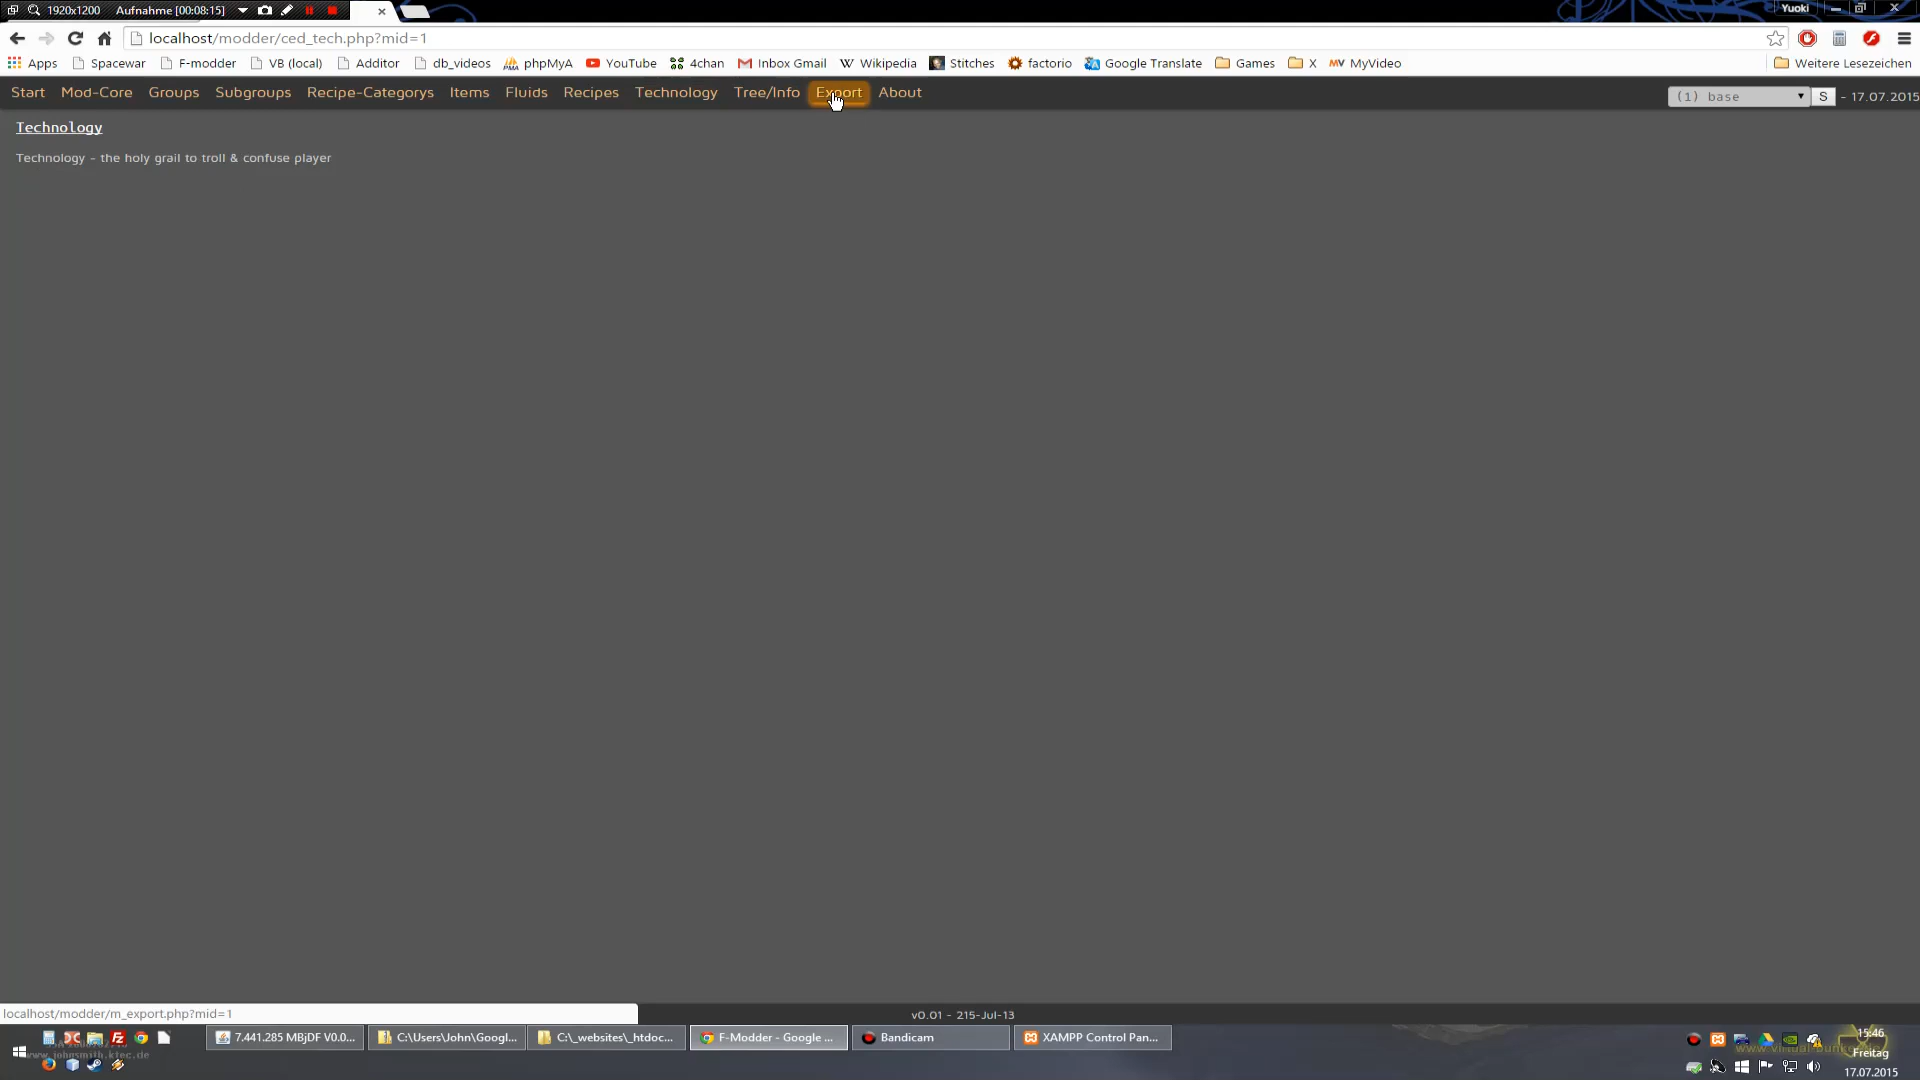 1920x1200 Aufnahme [00:08:15] Yuoki
localhost/modder/ced_tech.php?mid=1
Apps Spacewar F-modder VB (local) Additor db_videos phpMyA YouTube 4chan Inbox Gmail Wikipedia Stitches factorio Google Translate Games X MyVideo Weitere Lesezeichen
Start Mod-Core Groups Subgroups Recipe-Categorys Items Fluids Recipes Technology Tree/Info Export About (1) base S - 17.07.2015
Technology
Technology - the holy grail to troll & confuse player
localhost/modder/m_export.php?mid=1
v0.01 - 215-Jul-13
7.441.285 MBjDF V0.0... C:\Users\John\Googl... C:\_websites\_htdoc... F-Modder - Google ... Bandicam XAMPP Control Pan...
15:46
Freitag
17.07.2015